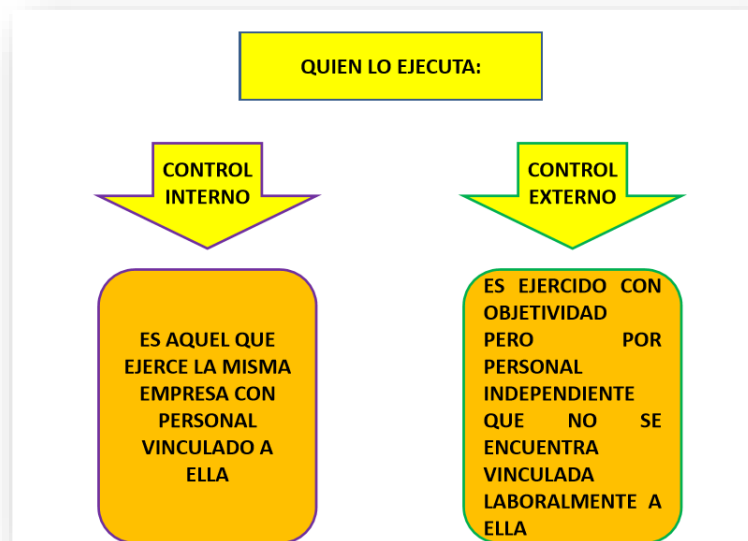 QUIEN LO EJECUTA:
CONTROL
INTERNO
ES AQUEL QUE
EJERCE LA MISMA
EMPRESA CON
PERSONAL
VINCULADO A
ELLA
CONTROL
EXTERNO
ES EJERCIDO CON
OBJETIVIDAD
PERO POR
PERSONAL
INDEPENDIENTE
QUE NO SE
ENCUENTRA
VINCULADA
LABORALMENTE A
ELLA